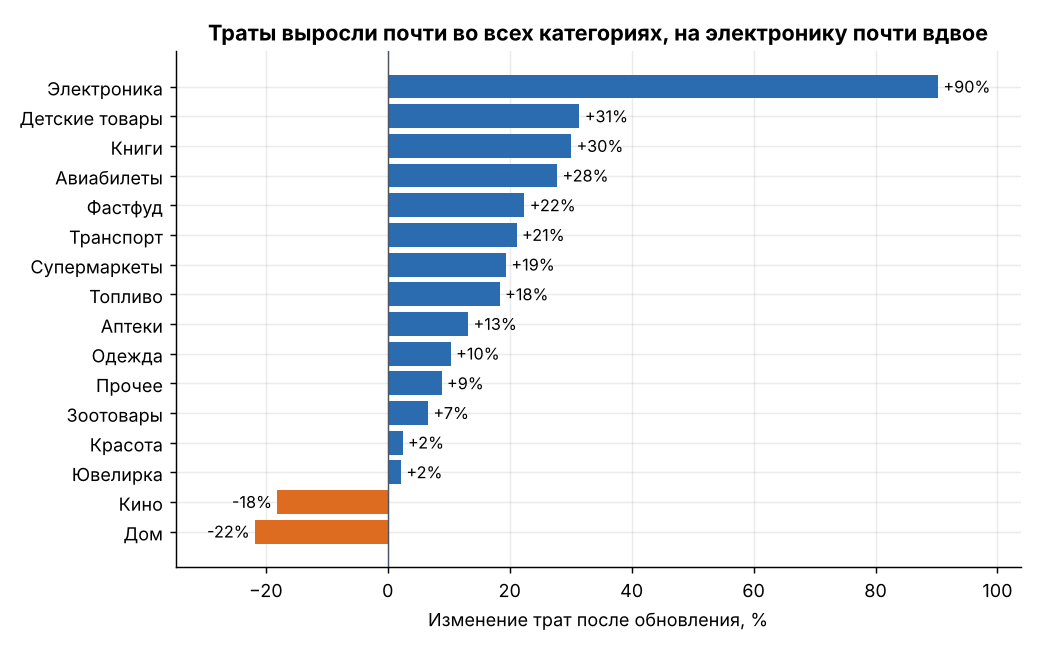 Траты выросли почти во всех категориях, на электронику почти вдвое
Электроника +90%
Детские товары +31%
Книги +30%
Авиабилеты +28%
Фастфуд +22%
Транспорт +21%
Супермаркеты +19%
Топливо +18%
Аптеки +13%
Одежда +10%
Прочее +9%
Зоотовары +7%
Красота +2%
Ювелирка +2%
Кино -18%
Дом -22%
−20 0 20 40 60 80 100
Изменение трат после обновления, %